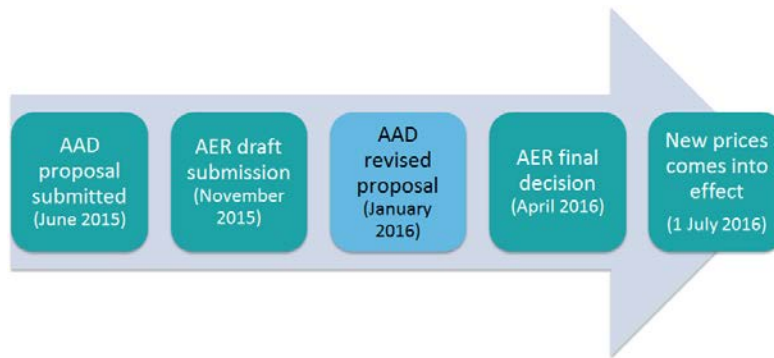 AAD
proposal
submitted
(June 2015)
AER draft
submission
(November
2015)
AAD
revised
proposal
(January
2016)
AER final
decision
(April 2016)
New prices
comes into
effect
(1 July 2016)